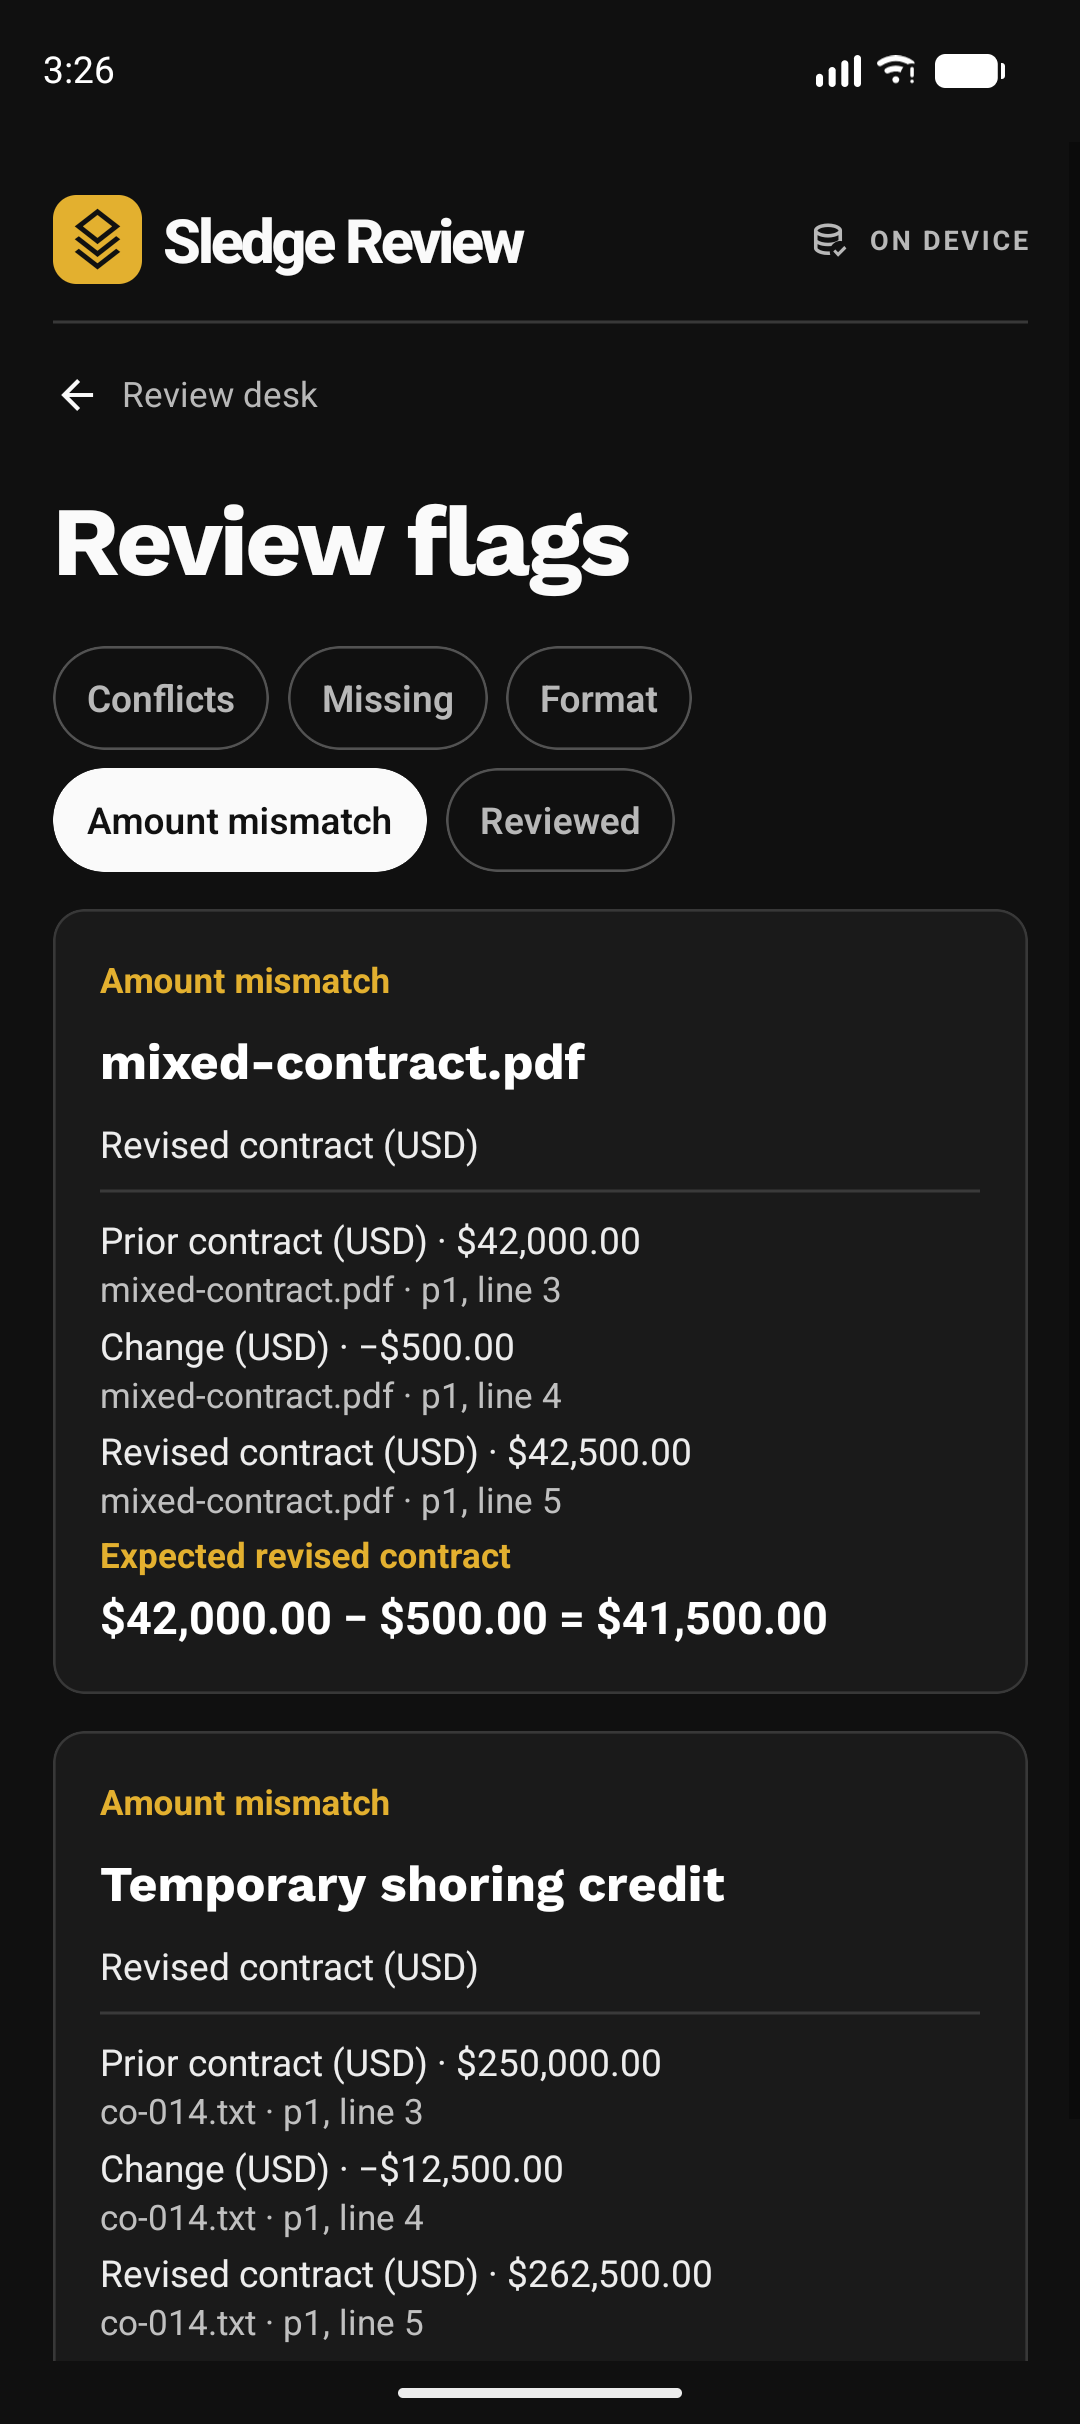 3:26
Sledge Review
ON DEVICE
Review desk
Review flags
Conflicts
Missing
Format
Amount mismatch
Reviewed
Amount mismatch
mixed-contract.pdf
Revised contract (USD)
Prior contract (USD) · $42,000.00
mixed-contract.pdf · p1, line 3
Change (USD) · −$500.00
mixed-contract.pdf · p1, line 4
Revised contract (USD) · $42,500.00
mixed-contract.pdf · p1, line 5
Expected revised contract
$42,000.00 − $500.00 = $41,500.00
Amount mismatch
Temporary shoring credit
Revised contract (USD)
Prior contract (USD) · $250,000.00
co-014.txt · p1, line 3
Change (USD) · −$12,500.00
co-014.txt · p1, line 4
Revised contract (USD) · $262,500.00
co-014.txt · p1, line 5